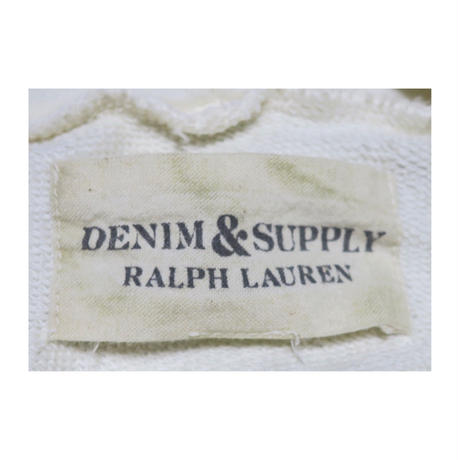 DENIM & SUPPLY
RALPH LAUREN